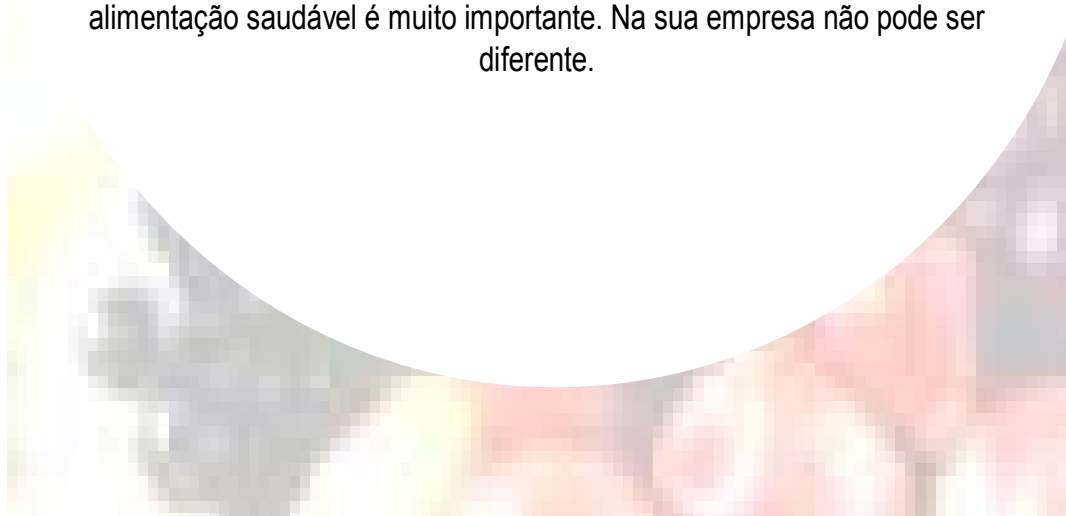 alimentação saudável é muito importante. Na sua empresa não pode ser
diferente.